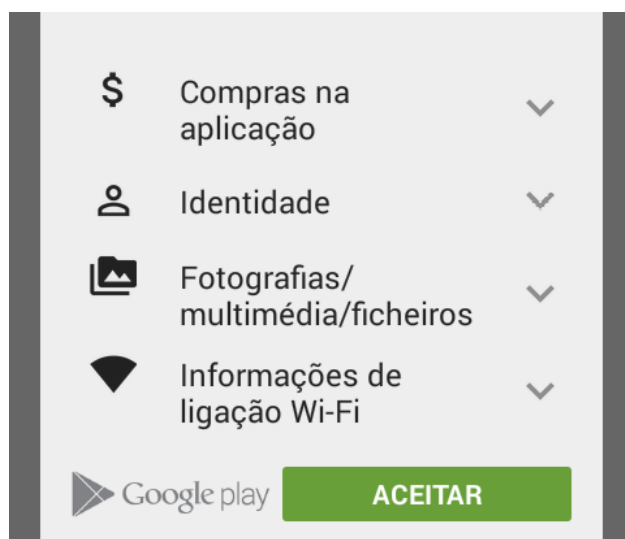 $ Compras na
aplicação
Identidade
Fotografias/
multimédia/ficheiros
Informações de
ligação Wi-Fi
Google play ACEITAR